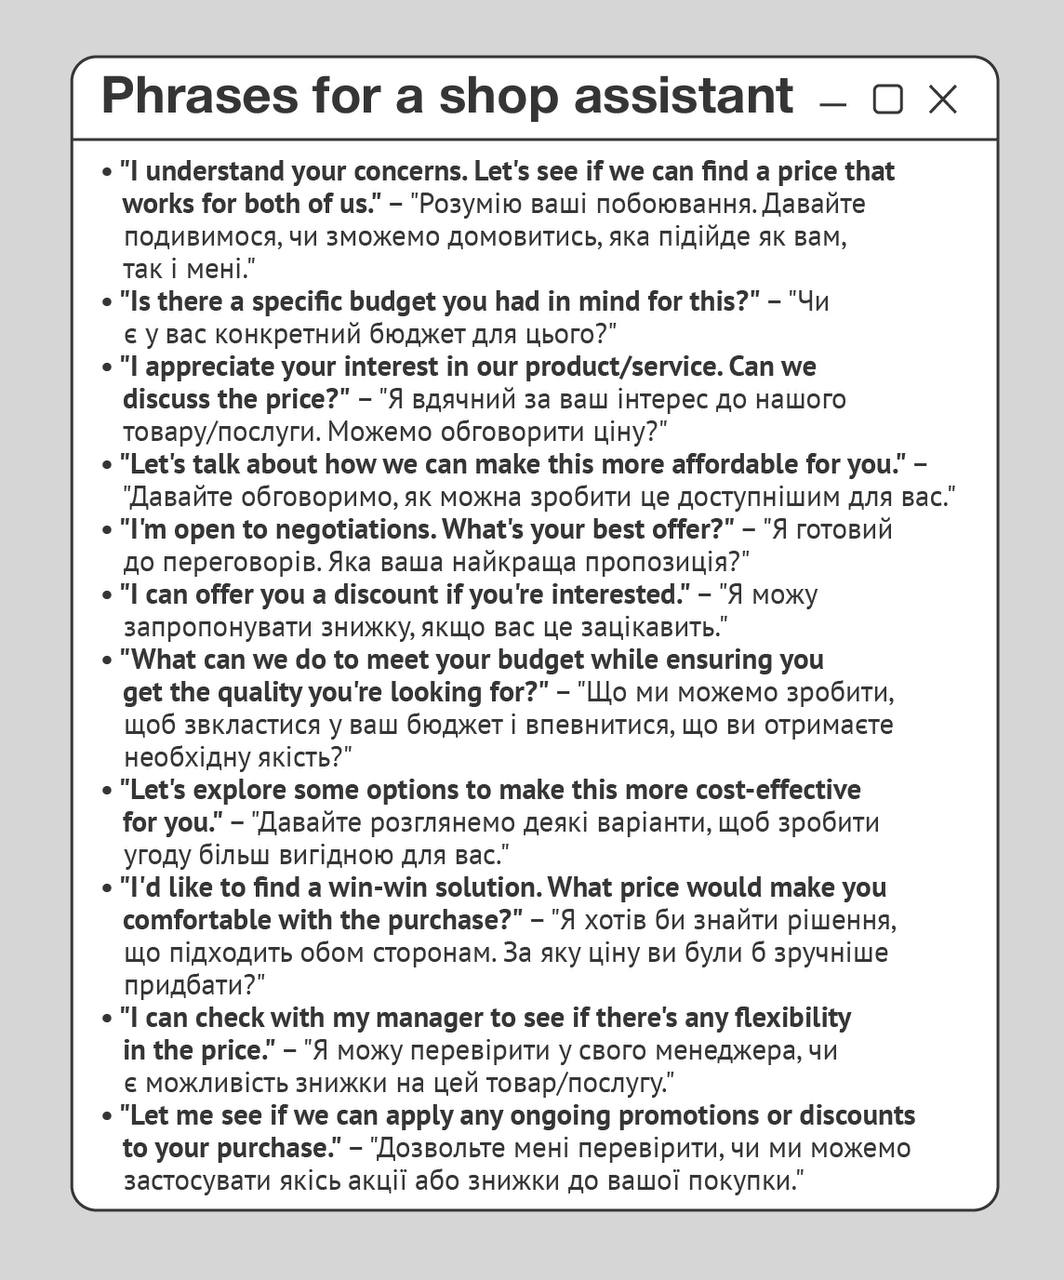 Phrases for a shop assistant
• "I understand your concerns. Let's see if we can find a price that
works for both of us." – "Розумію ваші побоювання. Давайте
подивимося, чи зможемо домовитись, яка підійде як вам,
так і мені."
• "Is there a specific budget you had in mind for this?" – "Чи
є у вас конкретний бюджет для цього?"
• "I appreciate your interest in our product/service. Can we
discuss the price?" – "Я вдячний за ваш інтерес до нашого
товару/послуги. Можемо обговорити ціну?"
• "Let's talk about how we can make this more affordable for you." –
"Давайте обговоримо, як можна зробити це доступнішим для вас."
• "I'm open to negotiations. What's your best offer?" – "Я готовий
до переговорів. Яка ваша найкраща пропозиція?"
• "I can offer you a discount if you're interested." – "Я можу
запропонувати знижку, якщо вас це зацікавить."
• "What can we do to meet your budget while ensuring you
get the quality you're looking for?" – "Що ми можемо зробити,
щоб звкластися у ваш бюджет і впевнитися, що ви отримаєте
необхідну якість?"
• "Let's explore some options to make this more cost-effective
for you." – "Давайте розглянемо деякі варіанти, щоб зробити
угоду більш вигідною для вас."
• "I'd like to find a win-win solution. What price would make you
comfortable with the purchase?" – "Я хотів би знайти рішення,
що підходить обом сторонам. За яку ціну ви були б зручніше
придбати?"
• "I can check with my manager to see if there's any flexibility
in the price." – "Я можу перевірити у свого менеджера, чи
є можливість знижки на цей товар/послугу."
• "Let me see if we can apply any ongoing promotions or discounts
to your purchase." – "Дозвольте мені перевірити, чи ми можемо
застосувати якісь акції або знижки до вашої покупки."